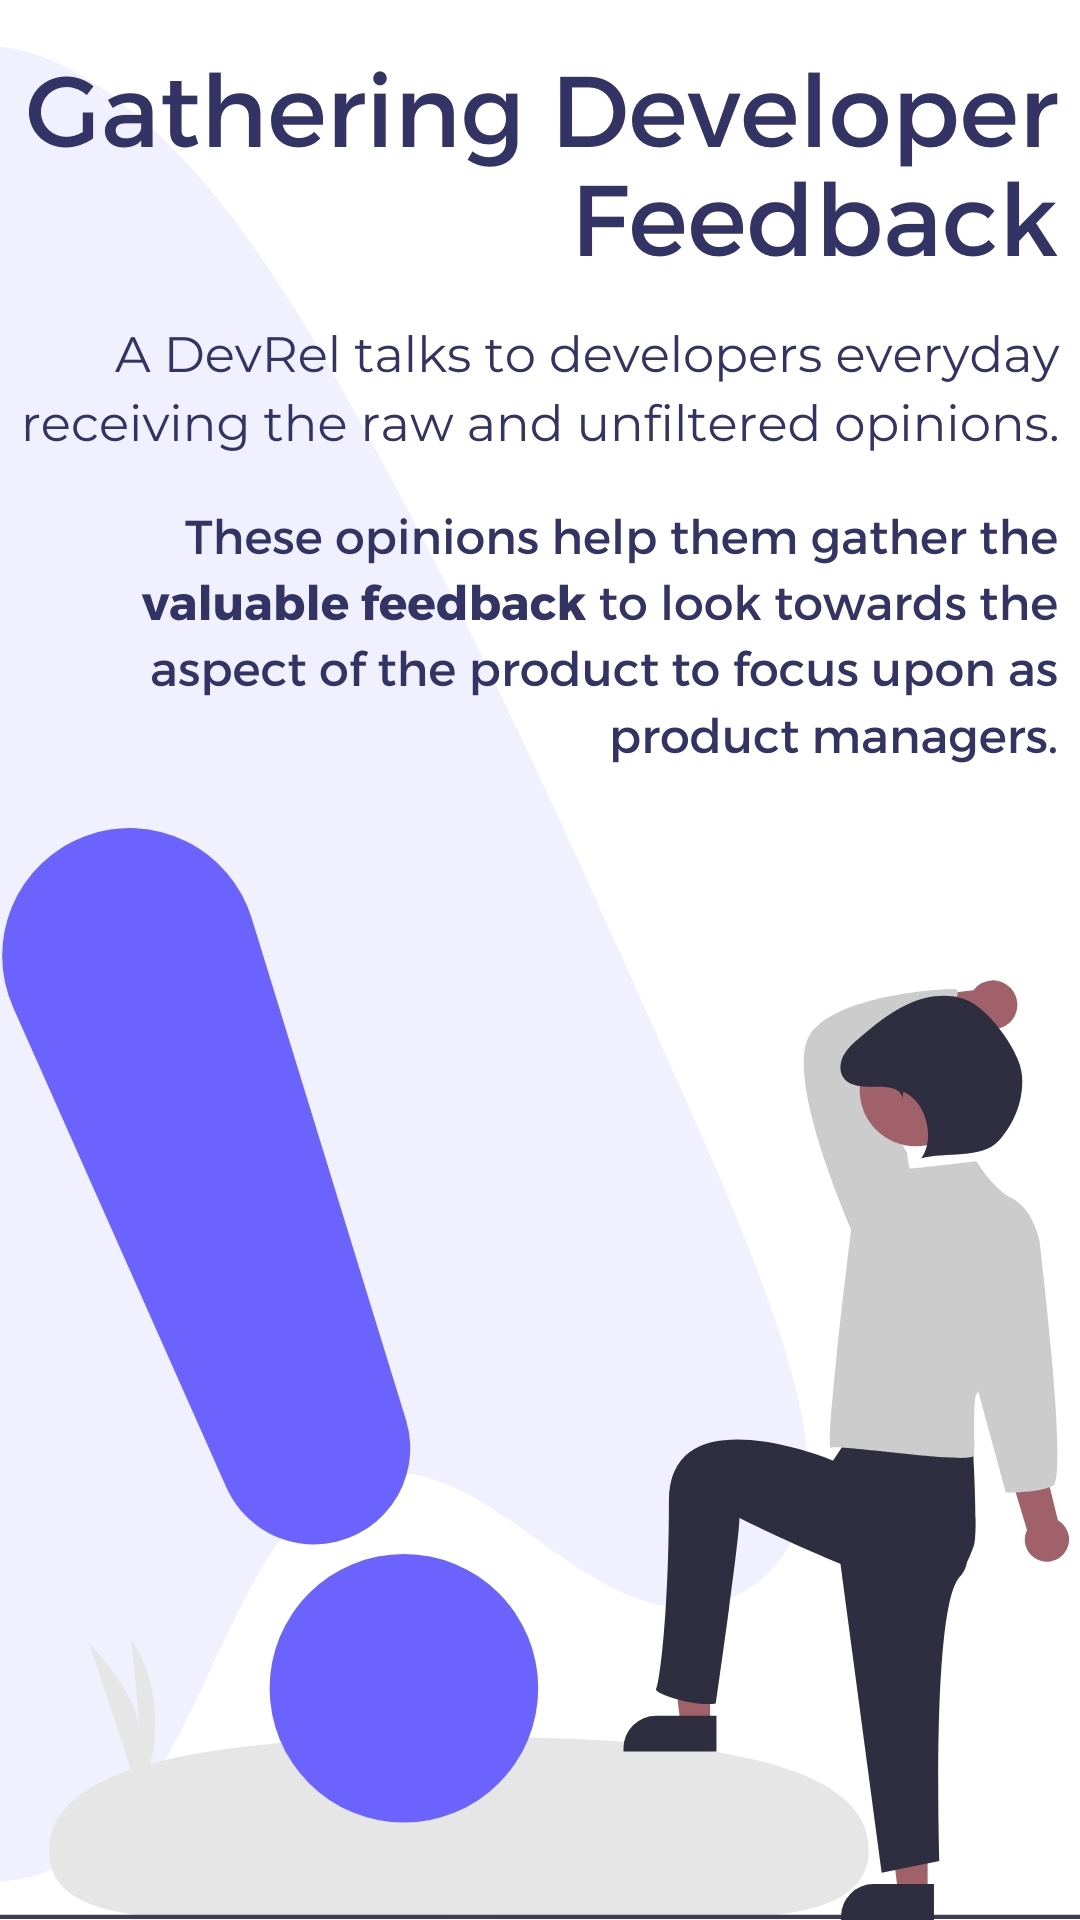 Gathering Developer
Feedback
A DevRel talks to developers everyday
receiving the raw and unfiltered opinions.
These opinions help them gather the
valuable feedback to look towards the
aspect of the product to focus upon as
product managers.